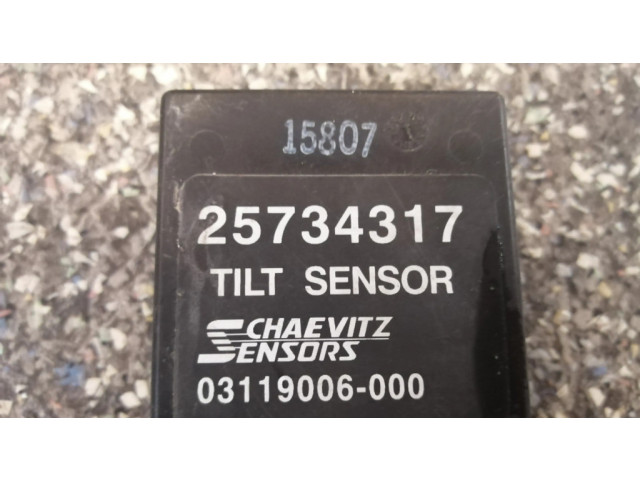 15807
25734317
TILT SENSOR
SCHAEVITZ
SENSORS
03119006-000